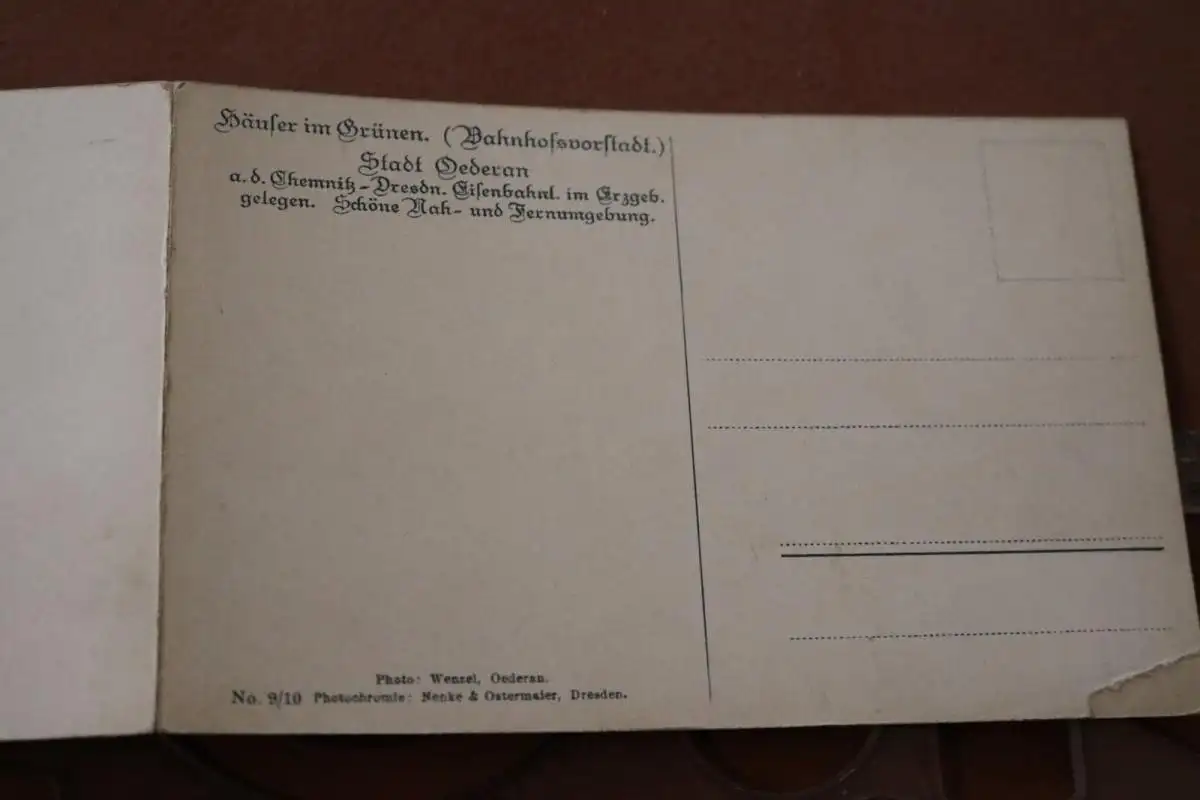 Häuser im Grünen. (Bahnhofsvorstadt.)
Stadt Oederan
a. d. Chemnitz-Dresdn. Eisenbahnl. im Erzgeb.
gelegen. Schöne Nah- und Fernumgebung.
Photo: Wenzel, Oederan.
No. 9/10 Photochromie: Nenke & Ostermaier, Dresden.